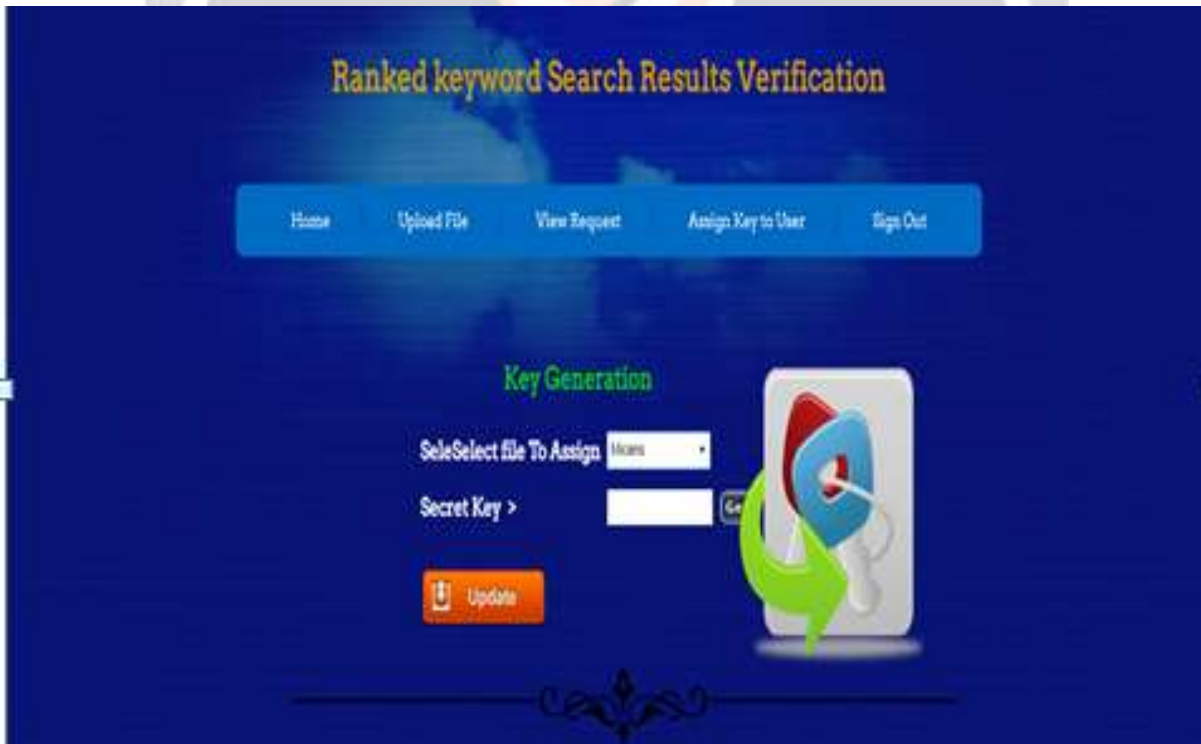 Ranked keyword Search Results Verification
Home Upload File View Request Assign Key to User Sign Out
Key Generation
SeleSelect file To Assign
Secret Key >
Update